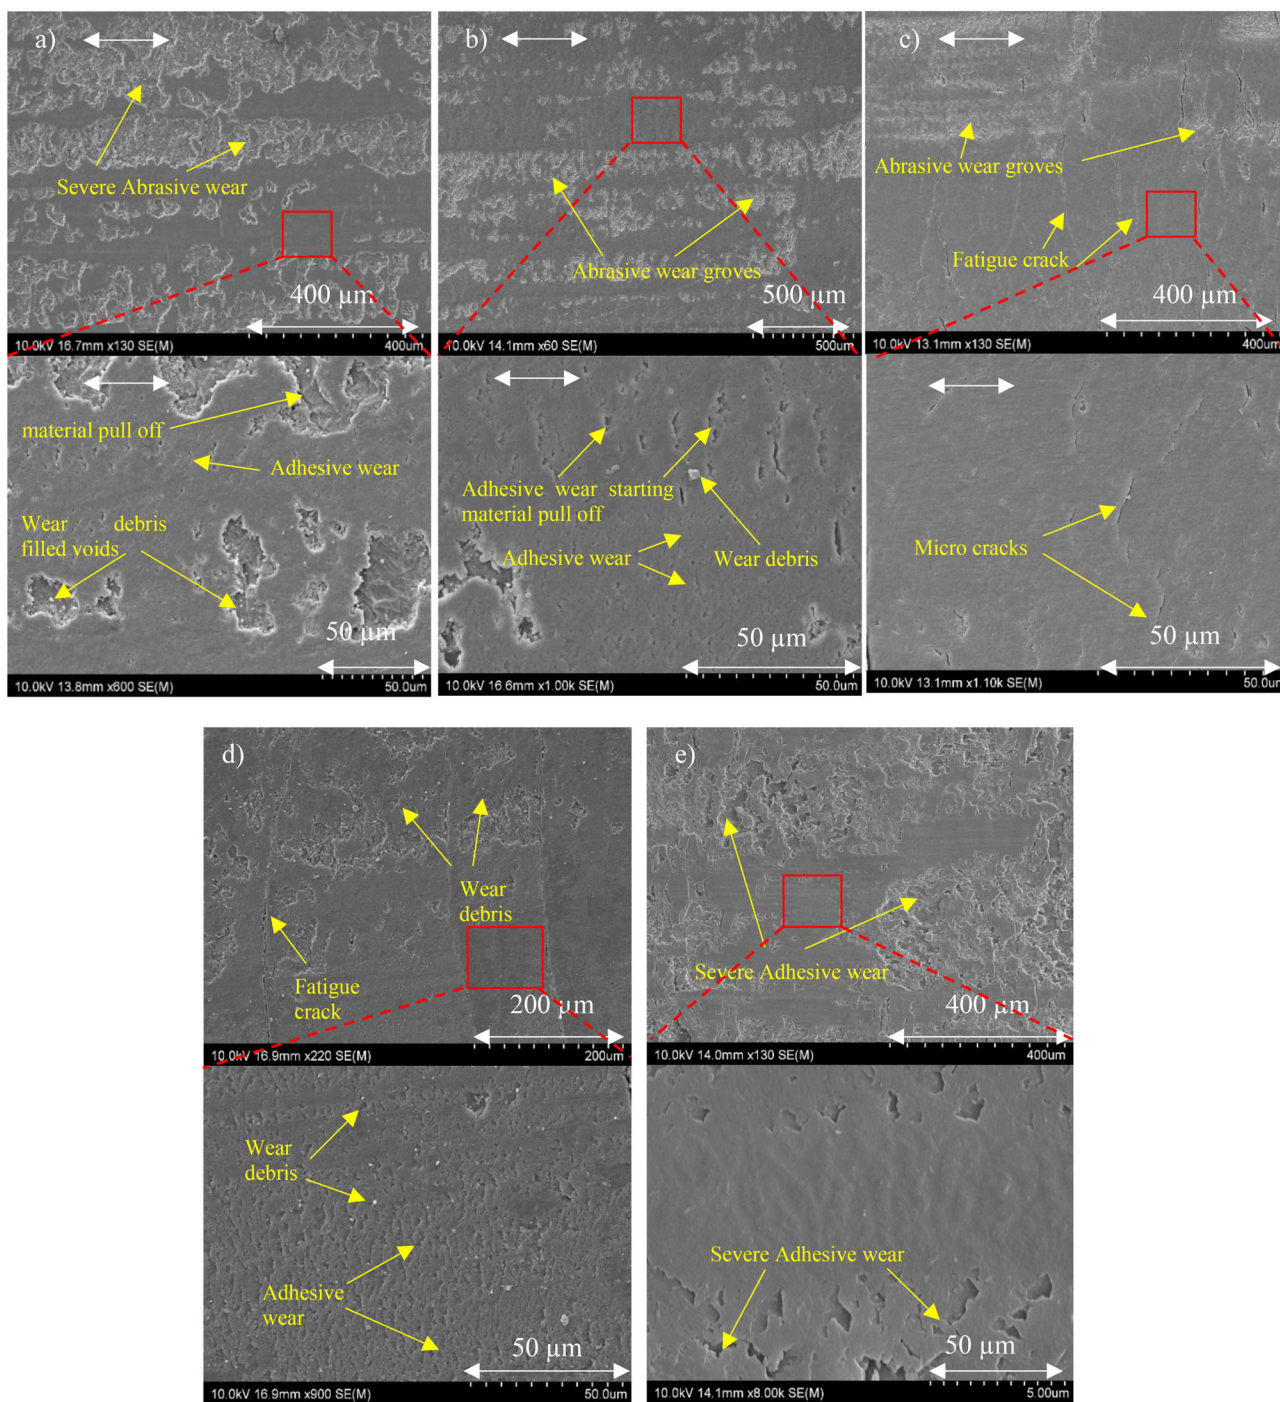 a)
Severe Abrasive wear
400 µm
10.0kV 16.7mm x130 SE(M)
400um
material pull off
Adhesive wear
Wear debris
filled voids
50 µm
10.0kV 13.8mm x600 SE(M)
50.0um
b)
Abrasive wear groves
500 µm
10.0kV 14.1mm x60 SE(M)
500um
Adhesive wear starting
material pull off
Adhesive wear
Wear debris
50 µm
10.0kV 16.6mm x1.00k SE(M)
50.0um
c)
Abrasive wear groves
Fatigue crack
400 µm
10.0kV 13.1mm x130 SE(M)
400um
Micro cracks
50 µm
10.0kV 13.1mm x1.10k SE(M)
50.0um
d)
Wear
debris
Fatigue
crack
200 µm
10.0kV 16.9mm x220 SE(M)
200um
Wear
debris
Adhesive
wear
50 µm
10.0kV 16.9mm x900 SE(M)
50.0um
e)
Severe Adhesive wear
400 µm
10.0kV 14.0mm x130 SE(M)
400um
Severe Adhesive wear
50 µm
10.0kV 14.1mm x8.00k SE(M)
5.00um